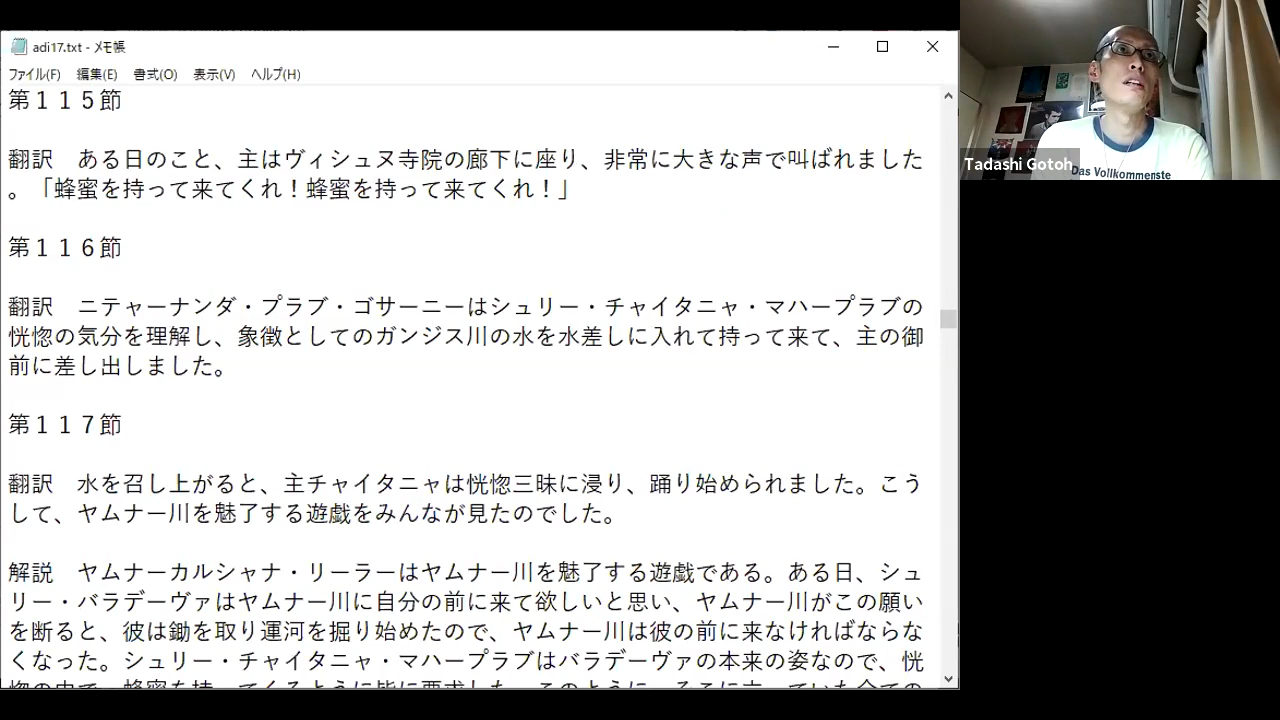 adi17.txt - メモ帳
ファイル(F) 編集(E) 書式(O) 表示(V) ヘルプ(H)
第１１５節
翻訳　ある日のこと、主はヴィシュヌ寺院の廊下に座り、非常に大きな声で叫ばれました
。「蜂蜜を持って来てくれ！蜂蜜を持って来てくれ！」
第１１６節
翻訳　ニテャーナンダ・プラブ・ゴサーニーはシュリー・チャイタニャ・マハープラブの
恍惚の気分を理解し、象徴としてのガンジス川の水を水差しに入れて持って来て、主の御
前に差し出しました。
第１１７節
翻訳　水を召し上がると、主チャイタニャは恍惚三昧に浸り、踊り始められました。こう
して、ヤムナー川を魅了する遊戯をみんなが見たのでした。
解説　ヤムナーカルシャナ・リーラーはヤムナー川を魅了する遊戯である。ある日、シュ
リー・バラデーヴァはヤムナー川に自分の前に来て欲しいと思い、ヤムナー川がこの願い
を断ると、彼は鋤を取り運河を掘り始めたので、ヤムナー川は彼の前に来なければならな
くなった。シュリー・チャイタニャ・マハープラブはバラデーヴァの本来の姿なので、恍
Tadashi Gotoh
Das Vollkommenste